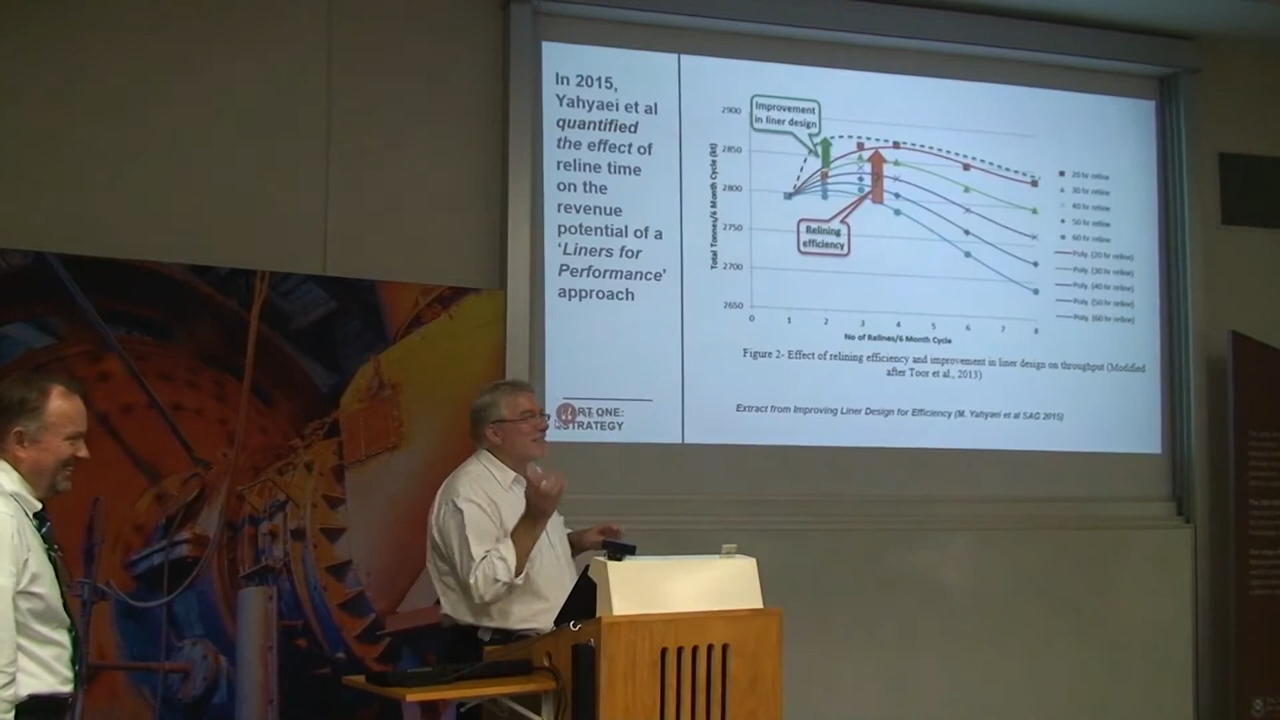 In 2015,
Yahyaei et al
quantified
the effect of
reline time
on the
revenue
potential of a
‘Liners for
Performance’
approach
PART ONE:
STRATEGY
Improvement
in liner design
Relining
efficiency
Total Tonnes/6 Month Cycle (kt)
2900
2850
2800
2750
2700
2650
0 1 2 3 4 5 6 7 8
No of Relines/6 Month Cycle
20 hr reline
30 hr reline
40 hr reline
50 hr reline
60 hr reline
Poly. (20 hr reline)
Poly. (30 hr reline)
Poly. (40 hr reline)
Poly. (50 hr reline)
Poly. (60 hr reline)
Figure 2- Effect of relining efficiency and improvement in liner design on throughput (Modified
after Toor et al., 2013)
Extract from Improving Liner Design for Efficiency (M. Yahyaei et al SAG 2015)